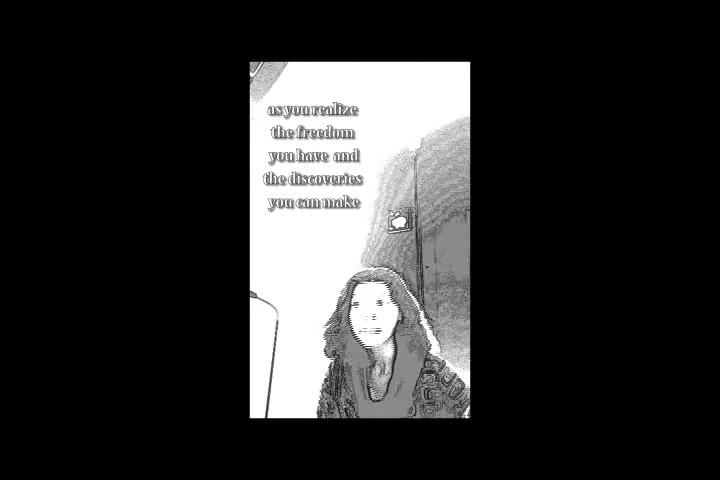 as you realize
the freedom
you have and
the discoveries
you can make